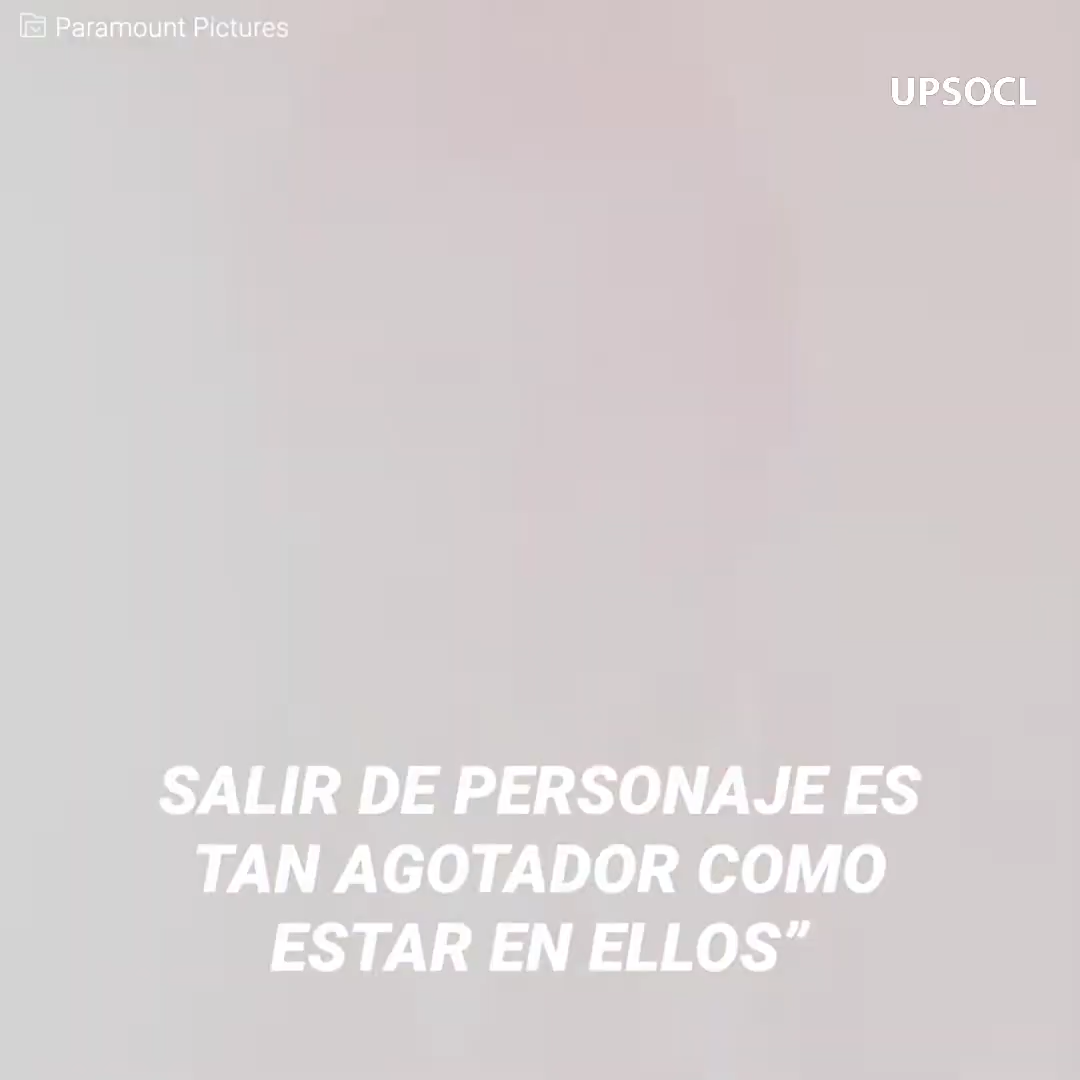 Paramount Pictures
UPSOCL
SALIR DE PERSONAJE ES
TAN AGOTADOR COMO
ESTAR EN ELLOS”